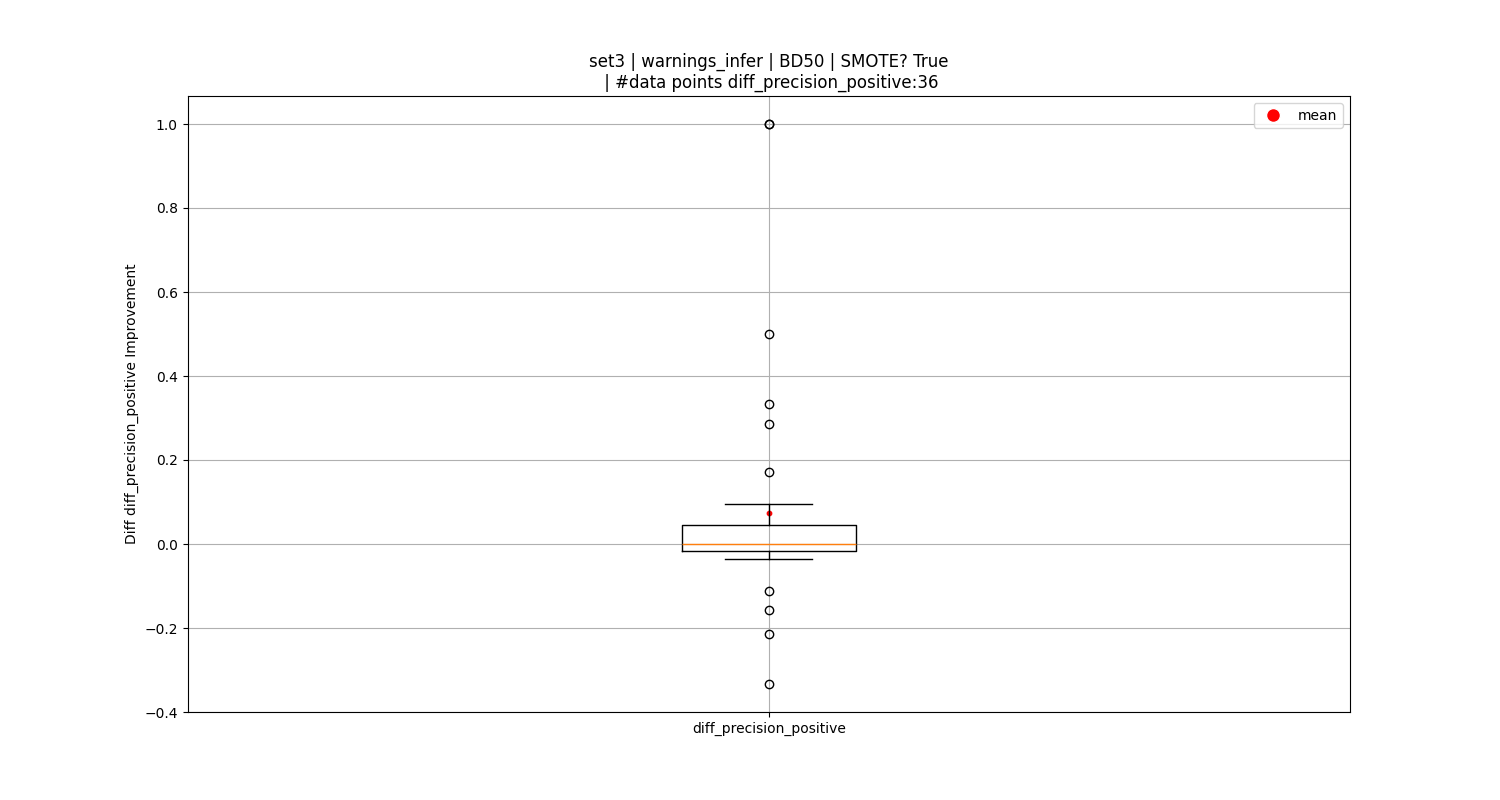 set3 | warnings_infer | BD50 | SMOTE? True
| #data points diff_precision_positive:36
mean
1.0
0.8
0.6
0.4
0.2
0.0
−0.2
−0.4
Diff diff_precision_positive Improvement
diff_precision_positive